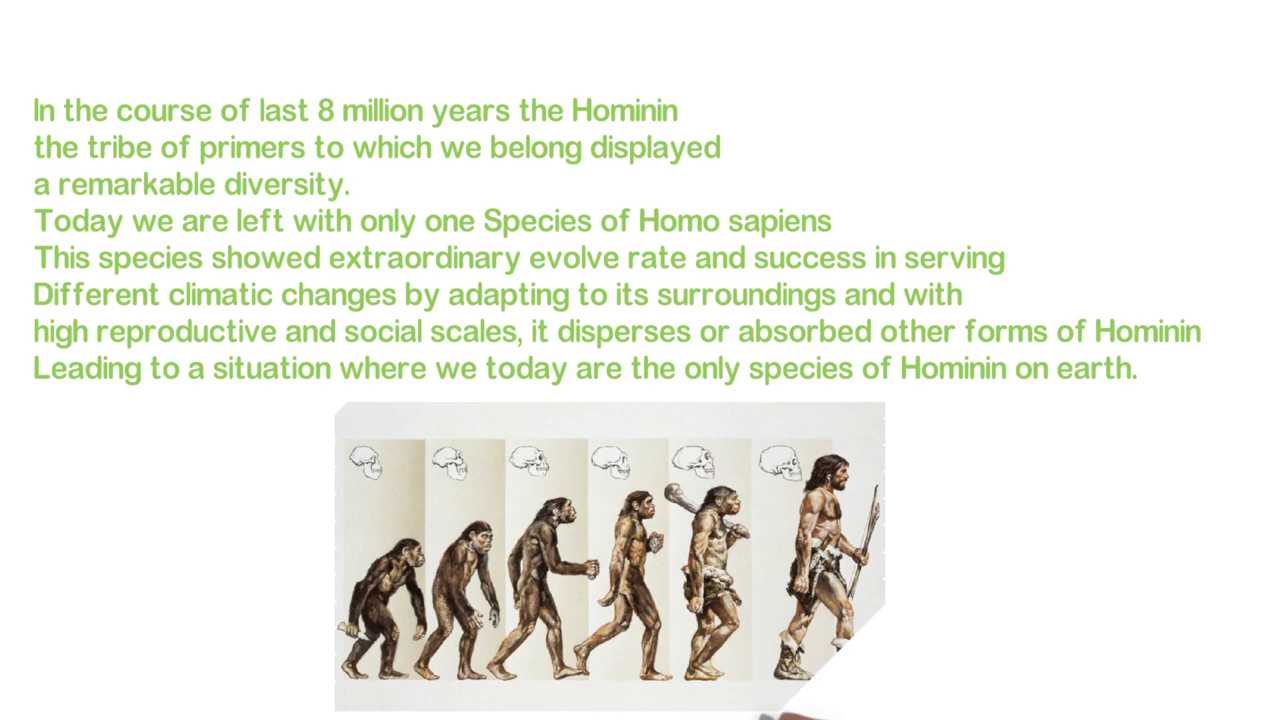 In the course of last 8 million years the Hominin
the tribe of primers to which we belong displayed
a remarkable diversity.
Today we are left with only one Species of Homo sapiens
This species showed extraordinary evolve rate and success in serving
Different climatic changes by adapting to its surroundings and with
high reproductive and social scales, it disperses or absorbed other forms of Hominin
Leading to a situation where we today are the only species of Hominin on earth.